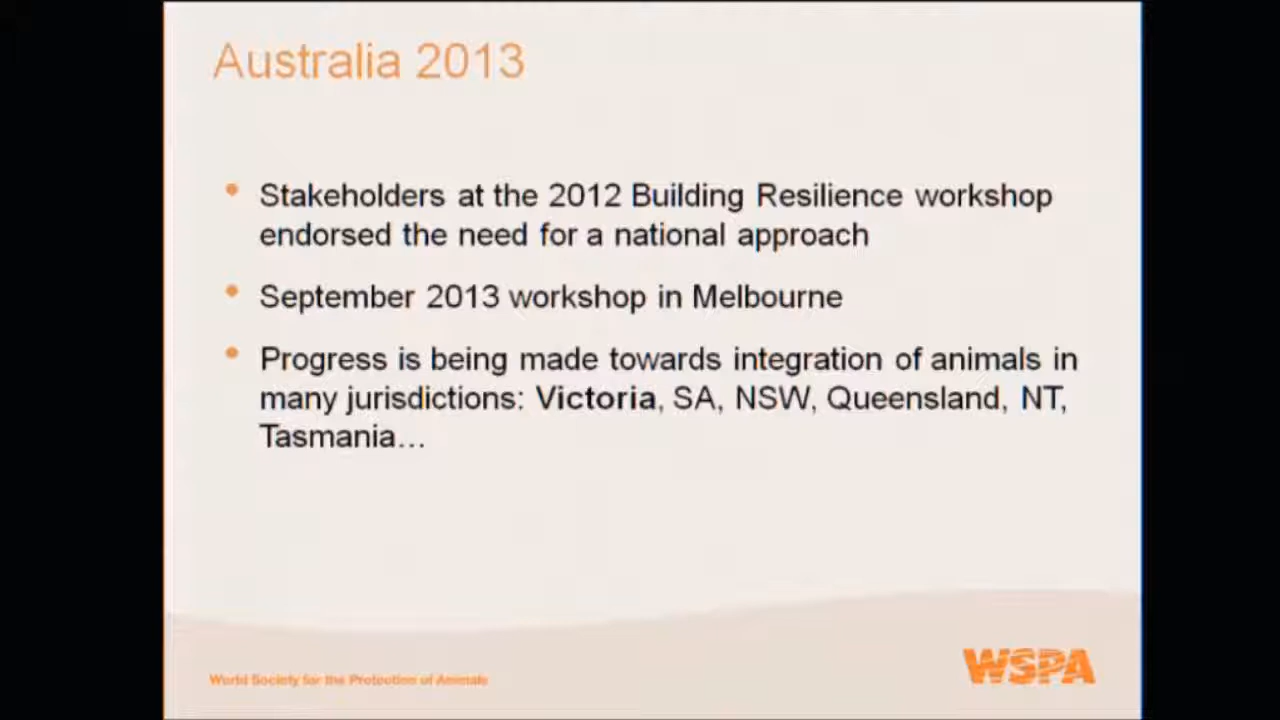 Australia 2013
Stakeholders at the 2012 Building Resilience workshop
endorsed the need for a national approach
September 2013 workshop in Melbourne
Progress is being made towards integration of animals in
many jurisdictions: Victoria, SA, NSW, Queensland, NT,
Tasmania...
World Society for the Protection of Animals
WSPA